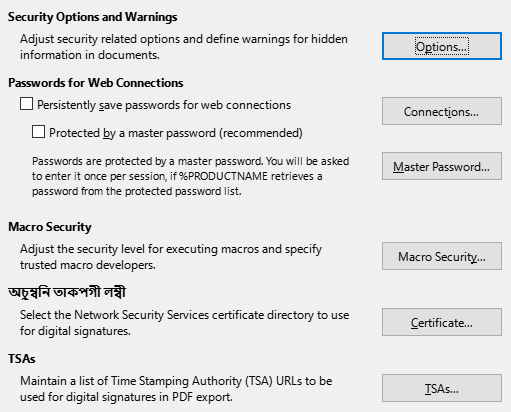 Security Options and Warnings
Adjust security related options and define warnings for hidden
information in documents.
Options...
Passwords for Web Connections
Persistently save passwords for web connections
Connections...
Protected by a master password (recommended)
Passwords are protected by a master password. You will be asked
to enter it once per session, if %PRODUCTNAME retrieves a
password from the protected password list.
Master Password...
Macro Security
Adjust the security level for executing macros and specify
trusted macro developers.
Macro Security...
অচুম্বনি তাকপগী লম্বী
Select the Network Security Services certificate directory to use
for digital signatures.
Certificate...
TSAs
Maintain a list of Time Stamping Authority (TSA) URLs to be
used for digital signatures in PDF export.
TSAs...